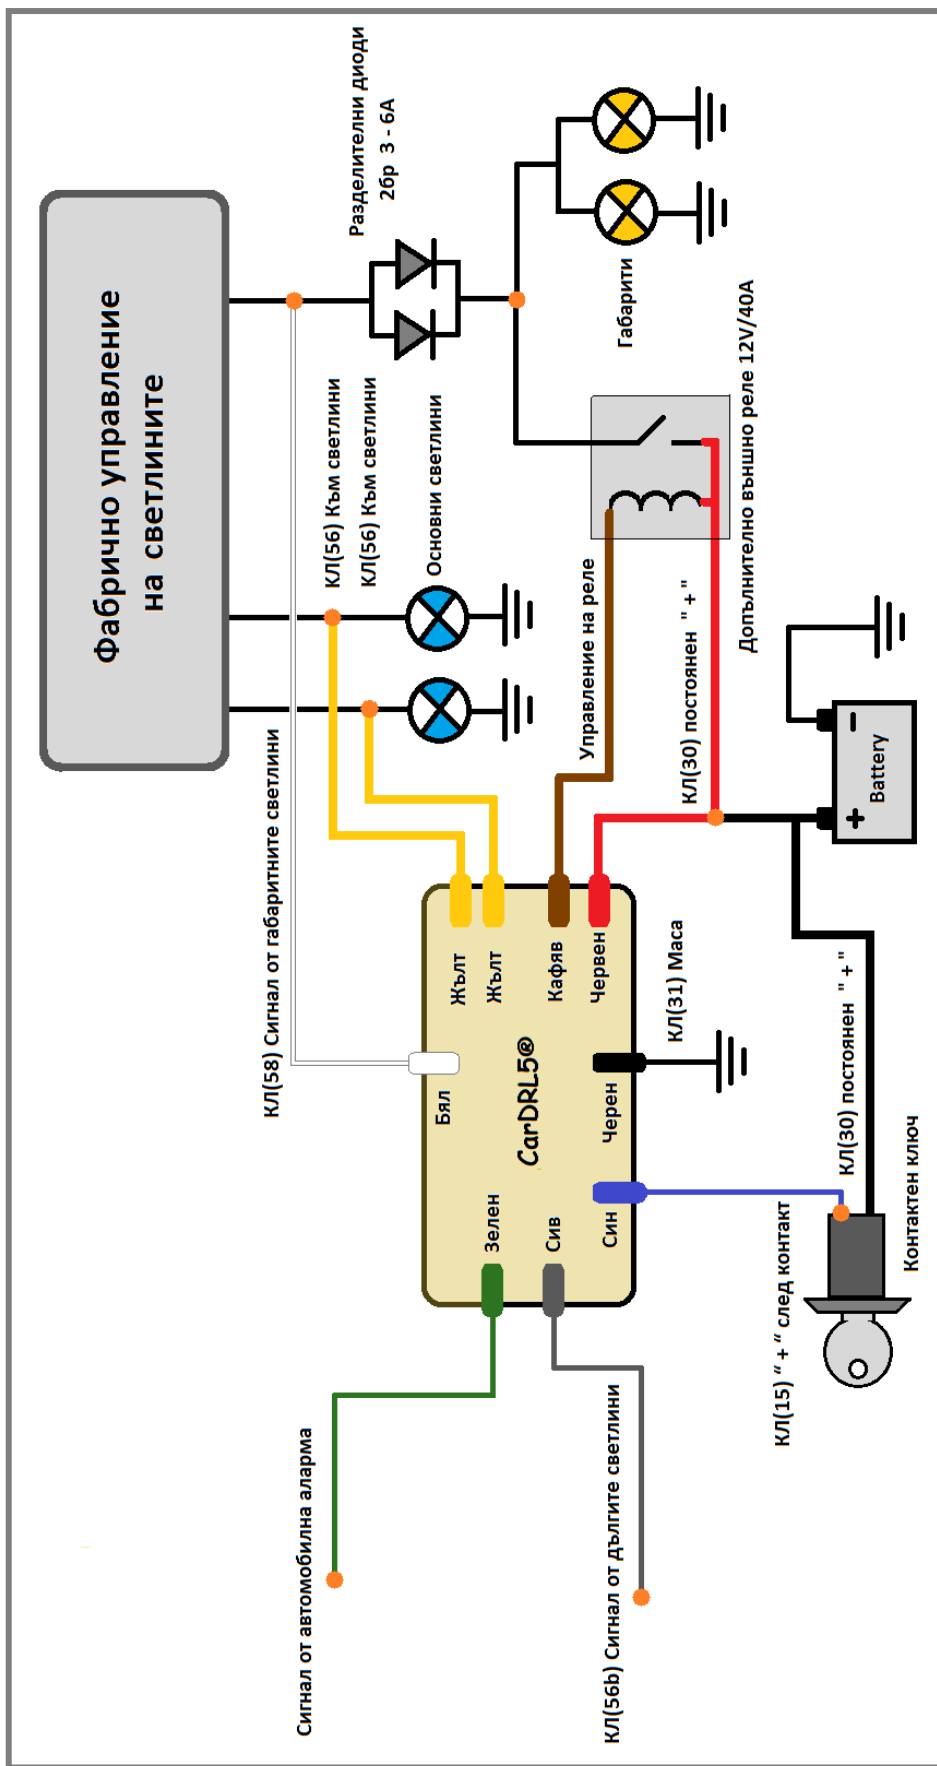 Фабрично управление
на светлините
Разделителни диоди
2бр 3 - 6А
Габарити
КЛ(56) Към светлини
КЛ(56) Към светлини
Основни светлини
Допълнително външно реле 12V/40A
Управление на реле
КЛ(30) постоянен " + "
Battery
КЛ(58) Сигнал от габаритните светлини
Жълт
Жълт
Кафяв
Червен
Бял
CarDRL5®
Черен
КЛ(31) Маса
Зелен
Сив
Син
КЛ(30) постоянен " + "
КЛ(15) “ + “ след контакт
Контактен ключ
Сигнал от автомобилна аларма
КЛ(56b) Сигнал от дългите светлини